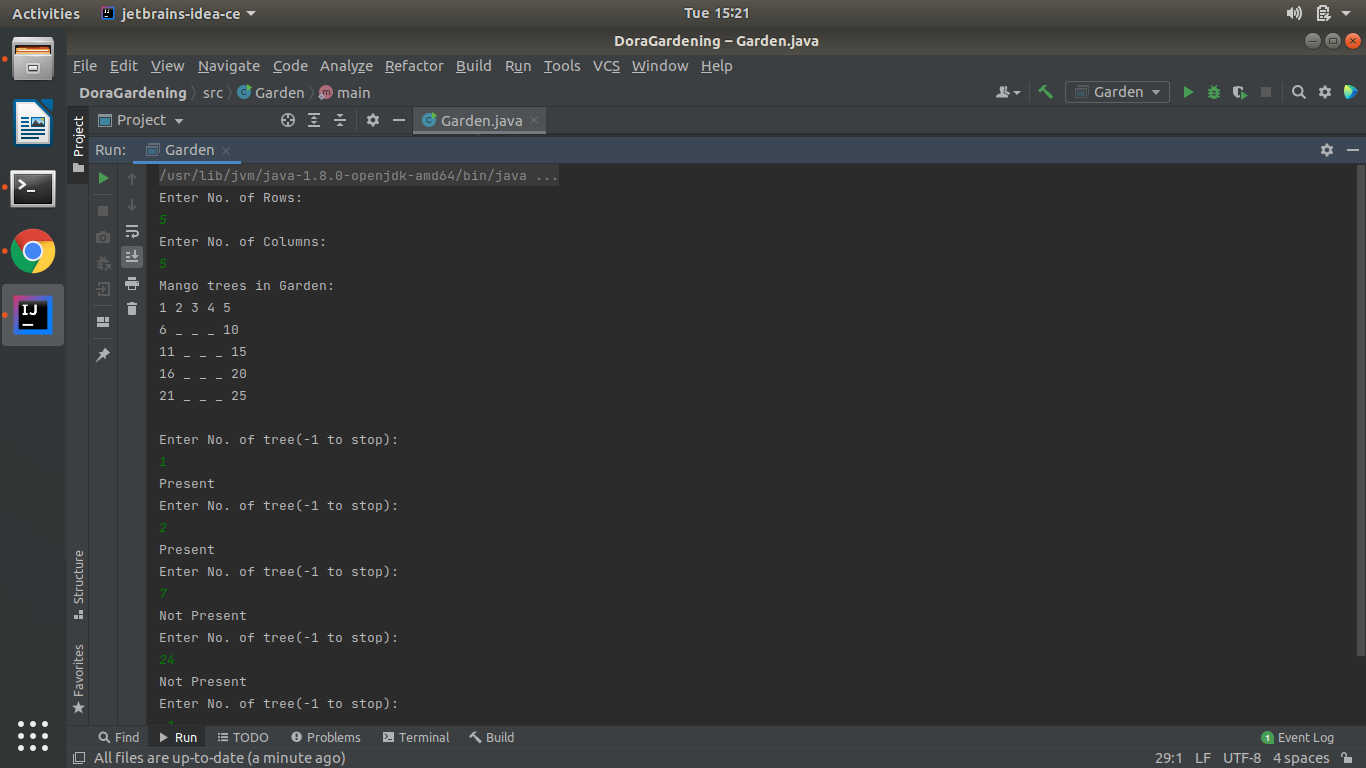 Activities jetbrains-idea-ce Tue 15:21
DoraGardening – Garden.java
File Edit View Navigate Code Analyze Refactor Build Run Tools VCS Window Help
DoraGardening src Garden main Garden
Project Project Garden.java
Run: Garden
/usr/lib/jvm/java-1.8.0-openjdk-amd64/bin/java ...
Enter No. of Rows:
5
Enter No. of Columns:
5
Mango trees in Garden:
1 2 3 4 5
6 _ _ _ 10
11 _ _ _ 15
16 _ _ _ 20
21 _ _ _ 25
Enter No. of tree(-1 to stop):
1
Present
Enter No. of tree(-1 to stop):
2
Present
Enter No. of tree(-1 to stop):
7
Not Present
Enter No. of tree(-1 to stop):
24
Not Present
Enter No. of tree(-1 to stop):
Structure
Favorites
Find Run TODO Problems Terminal Build 1 Event Log
All files are up-to-date (a minute ago) 29:1 LF UTF-8 4 spaces